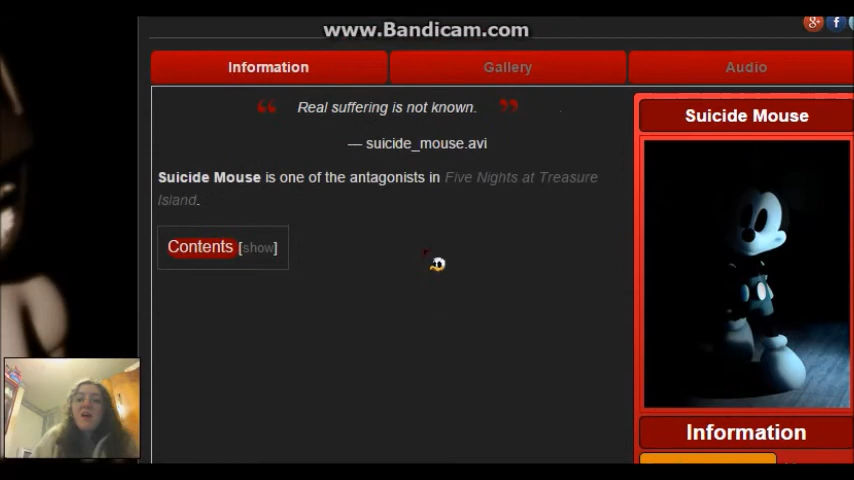 www.Bandicam.com
Information
Gallery
Audio
“ Real suffering is not known. ”
— suicide_mouse.avi
Suicide Mouse is one of the antagonists in Five Nights at Treasure
Island.
Contents [show]
Suicide Mouse
Information